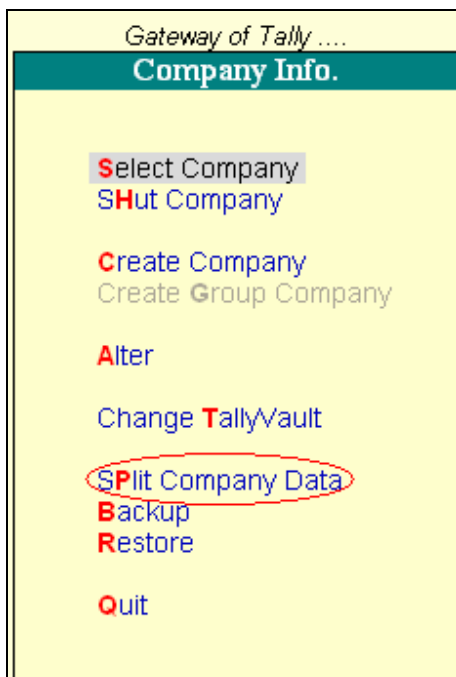 Gateway of Tally ....
Company Info.
Select Company
SHut Company
Create Company
Create Group Company
Alter
Change TallyVault
SPlit Company Data
Backup
Restore
Quit